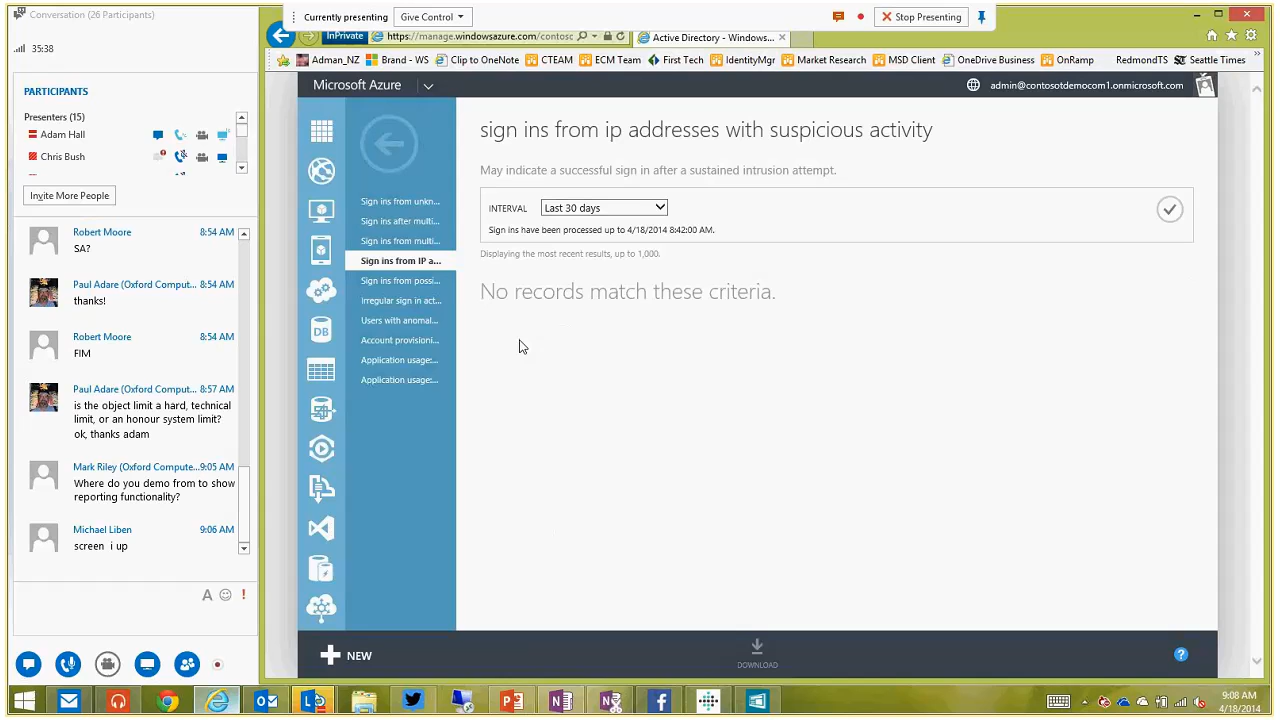 Conversation (26 Participants)
35:38
PARTICIPANTS
Presenters (15)
Adam Hall
Chris Bush
Invite More People
Robert Moore 8:54 AM
SA?
Paul Adare (Oxford Comput... 8:54 AM
thanks!
Robert Moore 8:54 AM
FIM
Paul Adare (Oxford Comput... 8:57 AM
is the object limit a hard, technical
limit, or an honour system limit?
ok, thanks adam
Mark Riley (Oxford Compute... 9:05 AM
Where do you demo from to show
reporting functionality?
Michael Liben 9:06 AM
screen i up
A
!
Currently presenting
Give Control
Stop Presenting
InPrivate
https://manage.windowsazure.com/contosc
Active Directory - Windows...
Adman_NZ
Brand - WS
Clip to OneNote
CTEAM
ECM Team
First Tech
IdentityMgr
Market Research
MSD Client
OneDrive Business
OnRamp
RedmondTS
Seattle Times
Microsoft Azure
admin@contosotdemocom1.onmicrosoft.com
DB
Sign ins from unkn...
Sign ins after multi...
Sign ins from multi...
Sign ins from IP a...
Sign ins from possi...
Irregular sign in act...
Users with anomal...
Account provisioni...
Application usage:...
Application usage:...
sign ins from ip addresses with suspicious activity
May indicate a successful sign in after a sustained intrusion attempt.
INTERVAL
Last 30 days
Sign ins have been processed up to 4/18/2014 8:42:00 AM.
Displaying the most recent results, up to 1,000.
No records match these criteria.
NEW
DOWNLOAD
?
9:08 AM
4/18/2014